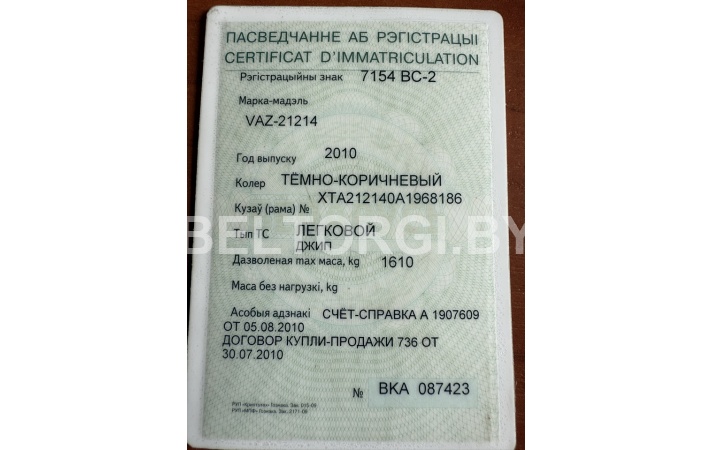 ПАСВЕДЧАННЕ АБ РЭГІСТРАЦЫІ
CERTIFICAT D'IMMATRICULATION
Рэгістрацыйны знак 7154 BC-2
Марка-мадэль
VAZ-21214
Год выпуску 2010
Колер ТЁМНО-КОРИЧНЕВЫЙ
Кузаў (рама) № XTA212140A1968186
BELTORGI.BY
Тып ТС ЛЕГКОВОЙ
ДЖИП
Дазволеная max маса, kg 1610
Маса без нагрузкі, kg
Асобыя адзнакі СЧЁТ-СПРАВКА А 1907609
ОТ 05.08.2010
ДОГОВОР КУПЛИ-ПРОДАЖИ 736 ОТ
30.07.2010
№ BKA 087423